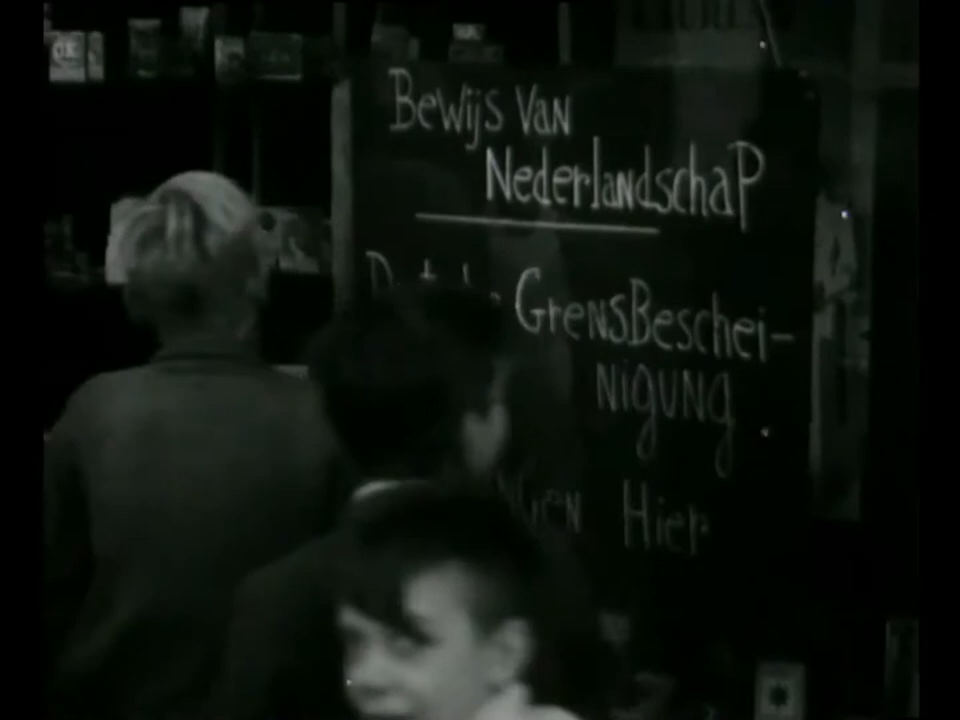 Bewijs Van
Nederlandschap
GrensBeschei-
nigung
Hier